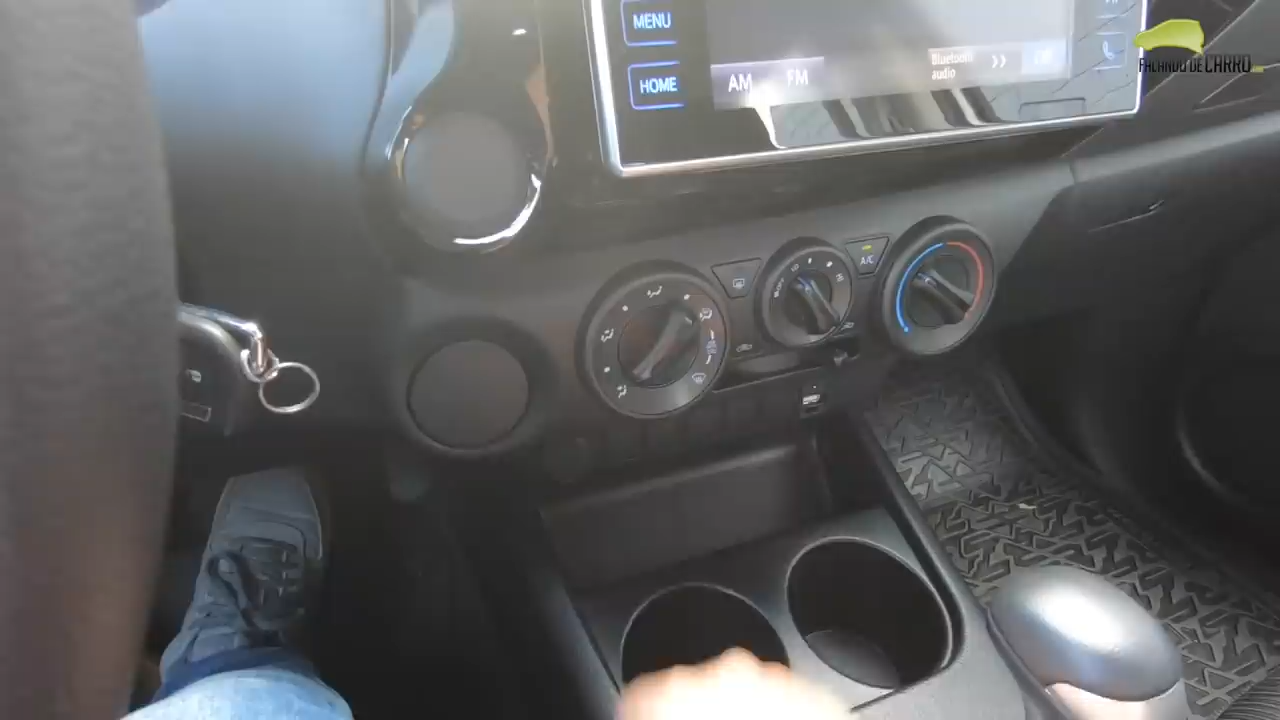 MENU
HOME
AM FM
Bluetooth
audio
FALANDO DE CARRO
A/C